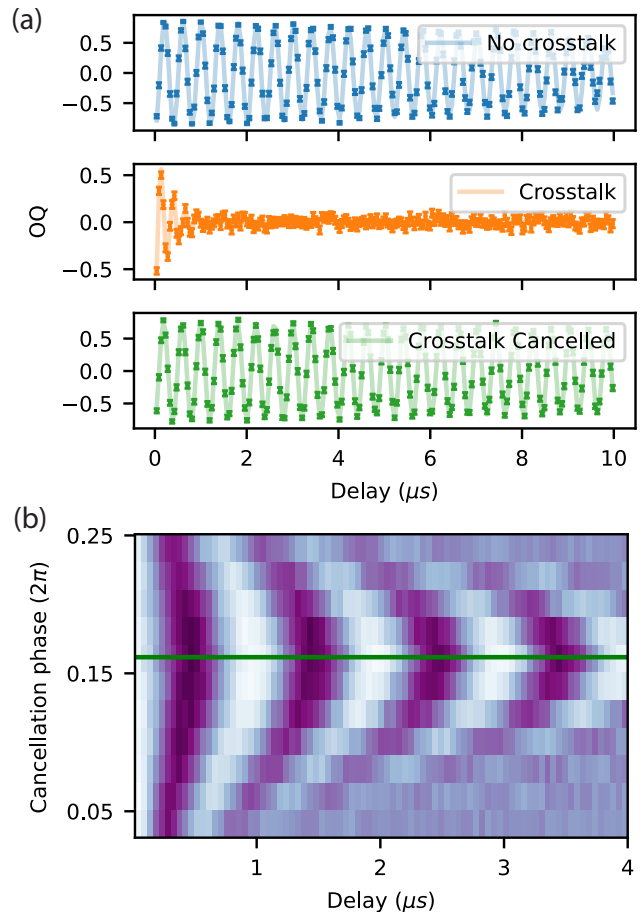 (a)
0.5
0.0
−0.5
No crosstalk
OQ
0.5
0.0
−0.5
Crosstalk
0.5
0.0
−0.5
Crosstalk Cancelled
0 2 4 6 8 10
Delay (μs)
(b)
Cancellation phase (2π)
0.25
0.15
0.05
1 2 3 4
Delay (μs)